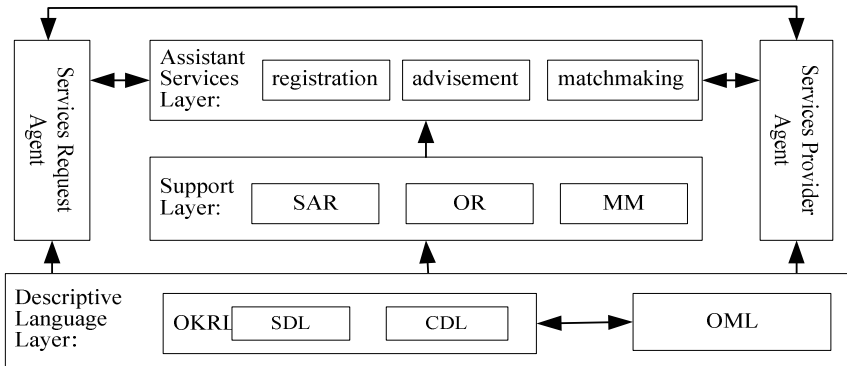 Services Request
Agent
Assistant
Services
Layer:
registration
advisement
matchmaking
Services Provider
Agent
Support
Layer:
SAR
OR
MM
Descriptive
Language
Layer:
OKRL
SDL
CDL
OML